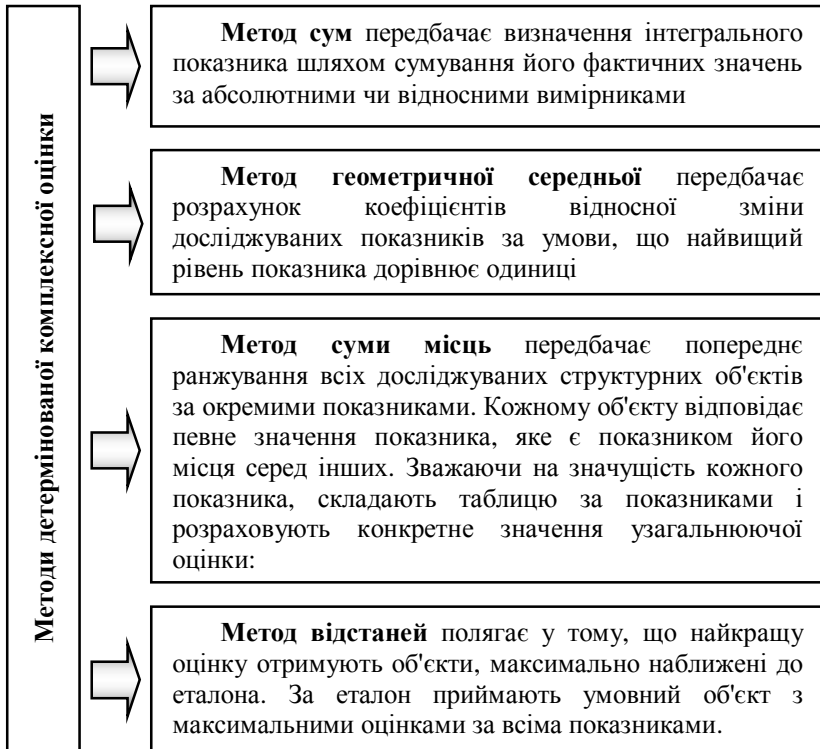 Методи детермінованої комплексної оцінки
Метод сум передбачає визначення інтегрального
показника шляхом сумування його фактичних значень
за абсолютними чи відносними вимірниками
Метод геометричної середньої передбачає
розрахунок коефіцієнтів відносної зміни
досліджуваних показників за умови, що найвищий
рівень показника дорівнює одиниці
Метод суми місць передбачає попереднє
ранжування всіх досліджуваних структурних об'єктів
за окремими показниками. Кожному об'єкту відповідає
певне значення показника, яке є показником його
місця серед інших. Зважаючи на значущість кожного
показника, складають таблицю за показниками і
розраховують конкретне значення узагальнюючої
оцінки:
Метод відстаней полягає у тому, що найкращу
оцінку отримують об'єкти, максимально наближені до
еталона. За еталон приймають умовний об'єкт з
максимальними оцінками за всіма показниками.